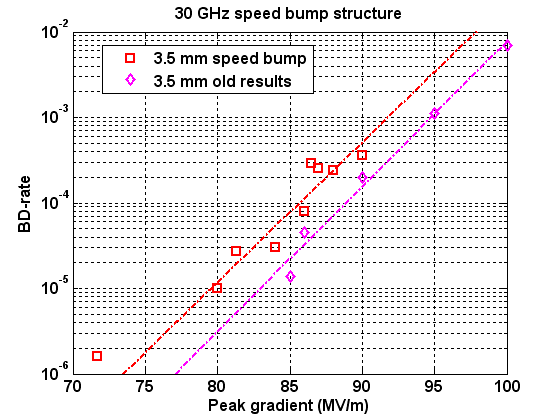 30 GHz speed bump structure
3.5 mm speed bump
3.5 mm old results
BD-rate
10^-2
10^-3
10^-4
10^-5
10^-6
70 75 80 85 90 95 100
Peak gradient (MV/m)